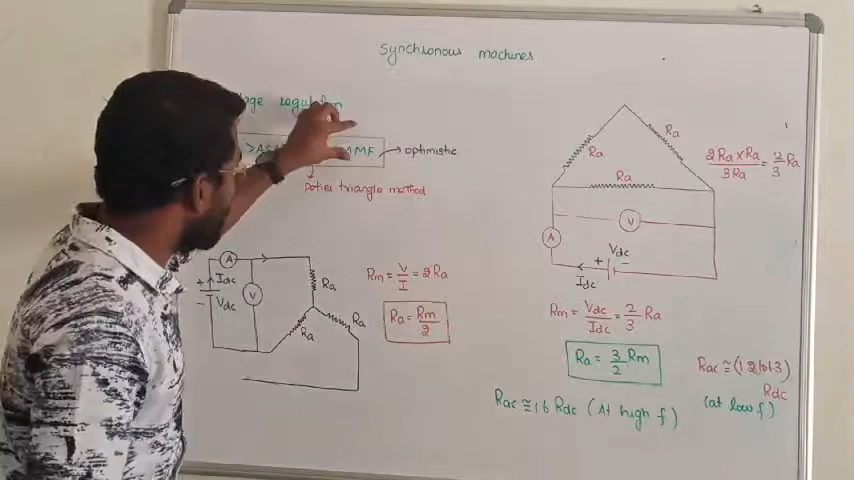 Synchronous machines
regulation
MMF → optimistic
Potier triangle method
A
+ Idc
- Vdc
V
Ra
Ra
Ra
Rm = V/I = 2Ra
Ra = Rm/2
Ra
Ra
Ra
2Ra×Ra/3Ra = 2/3 Ra
V
A
Vdc
+ -
Idc
Rm = Vdc/Idc = 2/3 Ra
Ra = 3/2 Rm
Rac ≅ 1.6 Rdc (At high f)
Rac ≅ (1.2 to 1.3)
Rdc
(at low f)